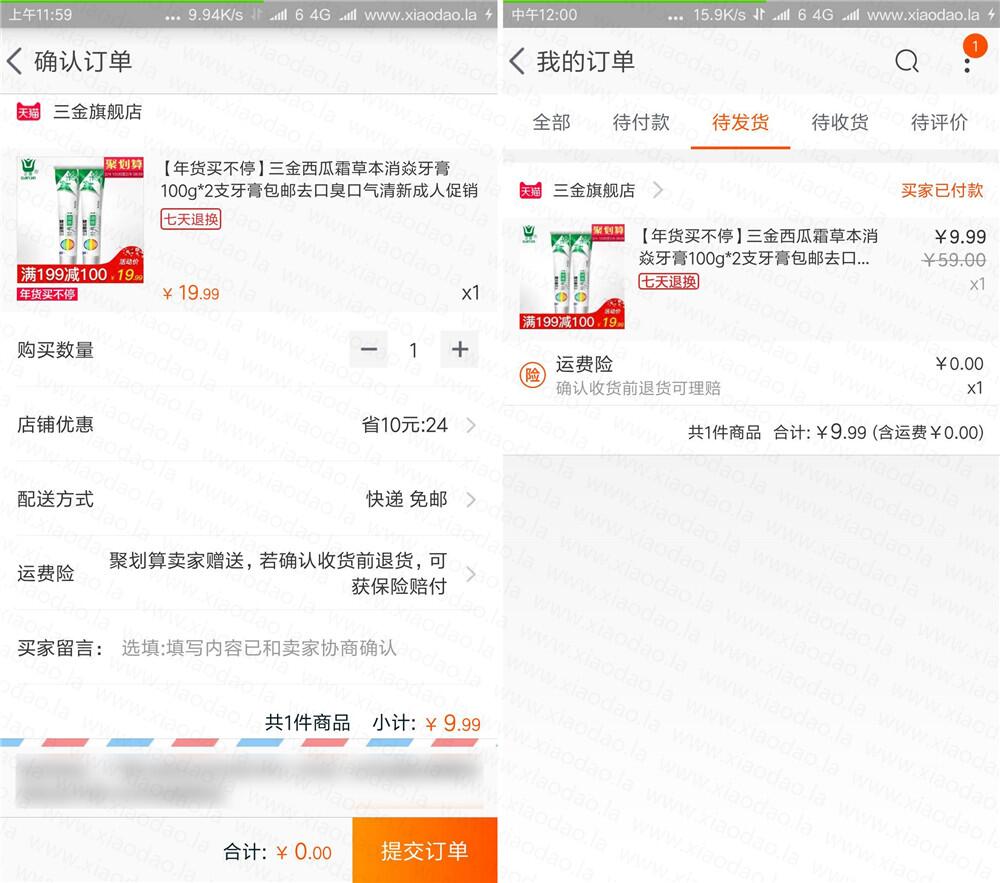 上午11:59
... 9.94K/s 6 4G www.xiaodao.la
确认订单
天猫 三金旗舰店
聚划算
【年货买不停】三金西瓜霜草本消焱牙膏
100g*2支牙膏包邮去口臭口气清新成人促销
七天退换
活动价
满199减100 ¥19.99
年货买不停
¥ 19.99
x1
购买数量
− 1 +
店铺优惠
省10元:24
配送方式
快递 免邮
运费险
聚划算卖家赠送，若确认收货前退货，可
获保险赔付
买家留言：
选填:填写内容已和卖家协商确认
共1件商品 小计: ¥ 9.99
合计: ¥ 0.00
提交订单
中午12:00
... 15.9K/s 6 4G www.xiaodao.la
我的订单
1
全部 待付款 待发货 待收货 待评价
天猫 三金旗舰店
买家已付款
聚划算
【年货买不停】三金西瓜霜草本消
焱牙膏100g*2支牙膏包邮去口...
七天退换
活动价
满199减100 ¥19.99
¥9.99
¥59.00
x1
险 运费险
确认收货前退货可理赔
¥0.00
x1
共1件商品 合计: ¥9.99 (含运费¥0.00)
www.xiaodao.la